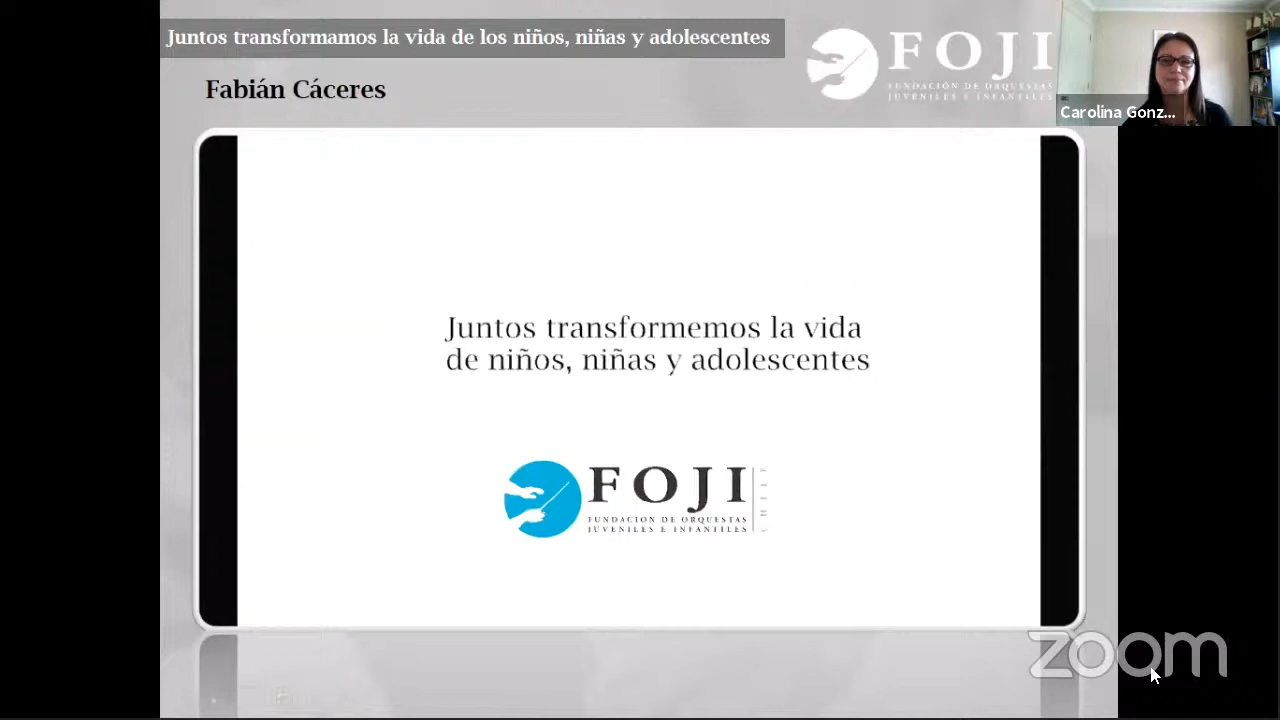 Juntos transformamos la vida de los niños, niñas y adolescentes
FOJI
FUNDACIÓN DE ORQUESTAS
JUVENILES E INFANTILES
Carolina Gonz...
Fabián Cáceres
Juntos transformemos la vida
de niños, niñas y adolescentes
FOJI
FUNDACIÓN DE ORQUESTAS
JUVENILES E INFANTILES
zoom